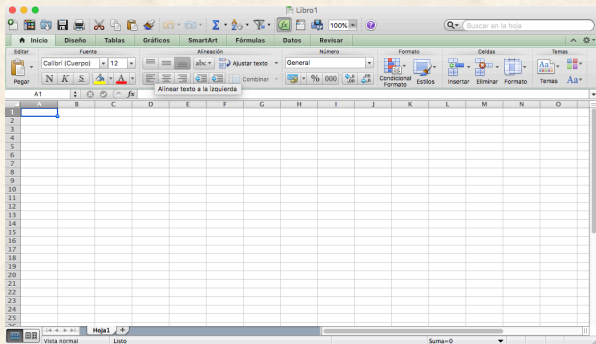 Libro1
100%
Buscar en la hoja
Inicio Diseño Tablas Gráficos SmartArt Fórmulas Datos Revisar
Editar Fuente Alineación Número Formato Celdas Temas
Calibri (Cuerpo) 12 abc Ajustar texto General
Pegar N K S A Combinar % 000 Condicional Formato Estilos Insertar Eliminar Formato Temas Aa
Alinear texto a la izquierda
A1 fx
A B C D E F G H I J K L M N O
1
2
3
4
5
6
7
8
9
10
11
12
13
14
15
16
17
18
19
20
21
22
23
24
25
Hoja1
Vista normal Listo Suma=0